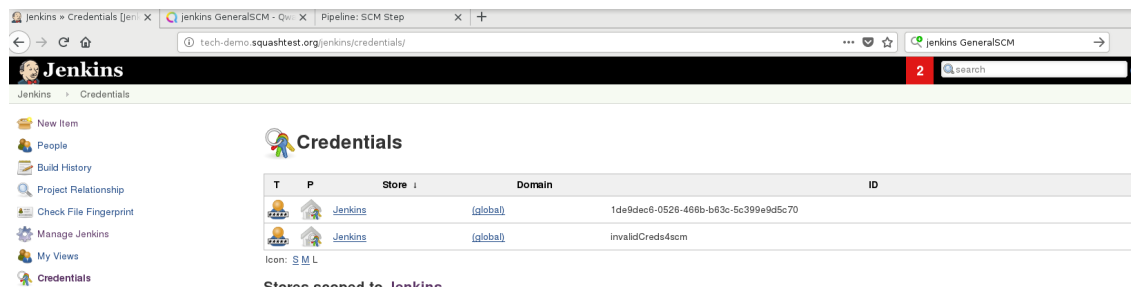 Jenkins » Credentials [Jen
jenkins GeneralSCM - Qw
Pipeline: SCM Step
tech-demo.squashtest.org/jenkins/credentials/
jenkins GeneralSCM
Jenkins
2
search
Jenkins
Credentials
New Item
People
Build History
Project Relationship
Check File Fingerprint
Manage Jenkins
My Views
Credentials
Credentials
T P Store ↓ Domain ID
Jenkins (global) 1de9dec6-0526-466b-b63c-5c399e9d5c70
Jenkins (global) invalidCreds4scm
Icon: S M L
Stores scoped to Jenkins